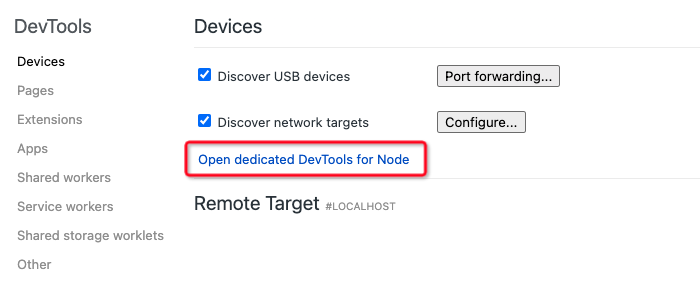 DevTools
Devices
Pages
Extensions
Apps
Shared workers
Service workers
Shared storage worklets
Other
Devices
Discover USB devices
Port forwarding...
Discover network targets
Configure...
Open dedicated DevTools for Node
Remote Target #LOCALHOST